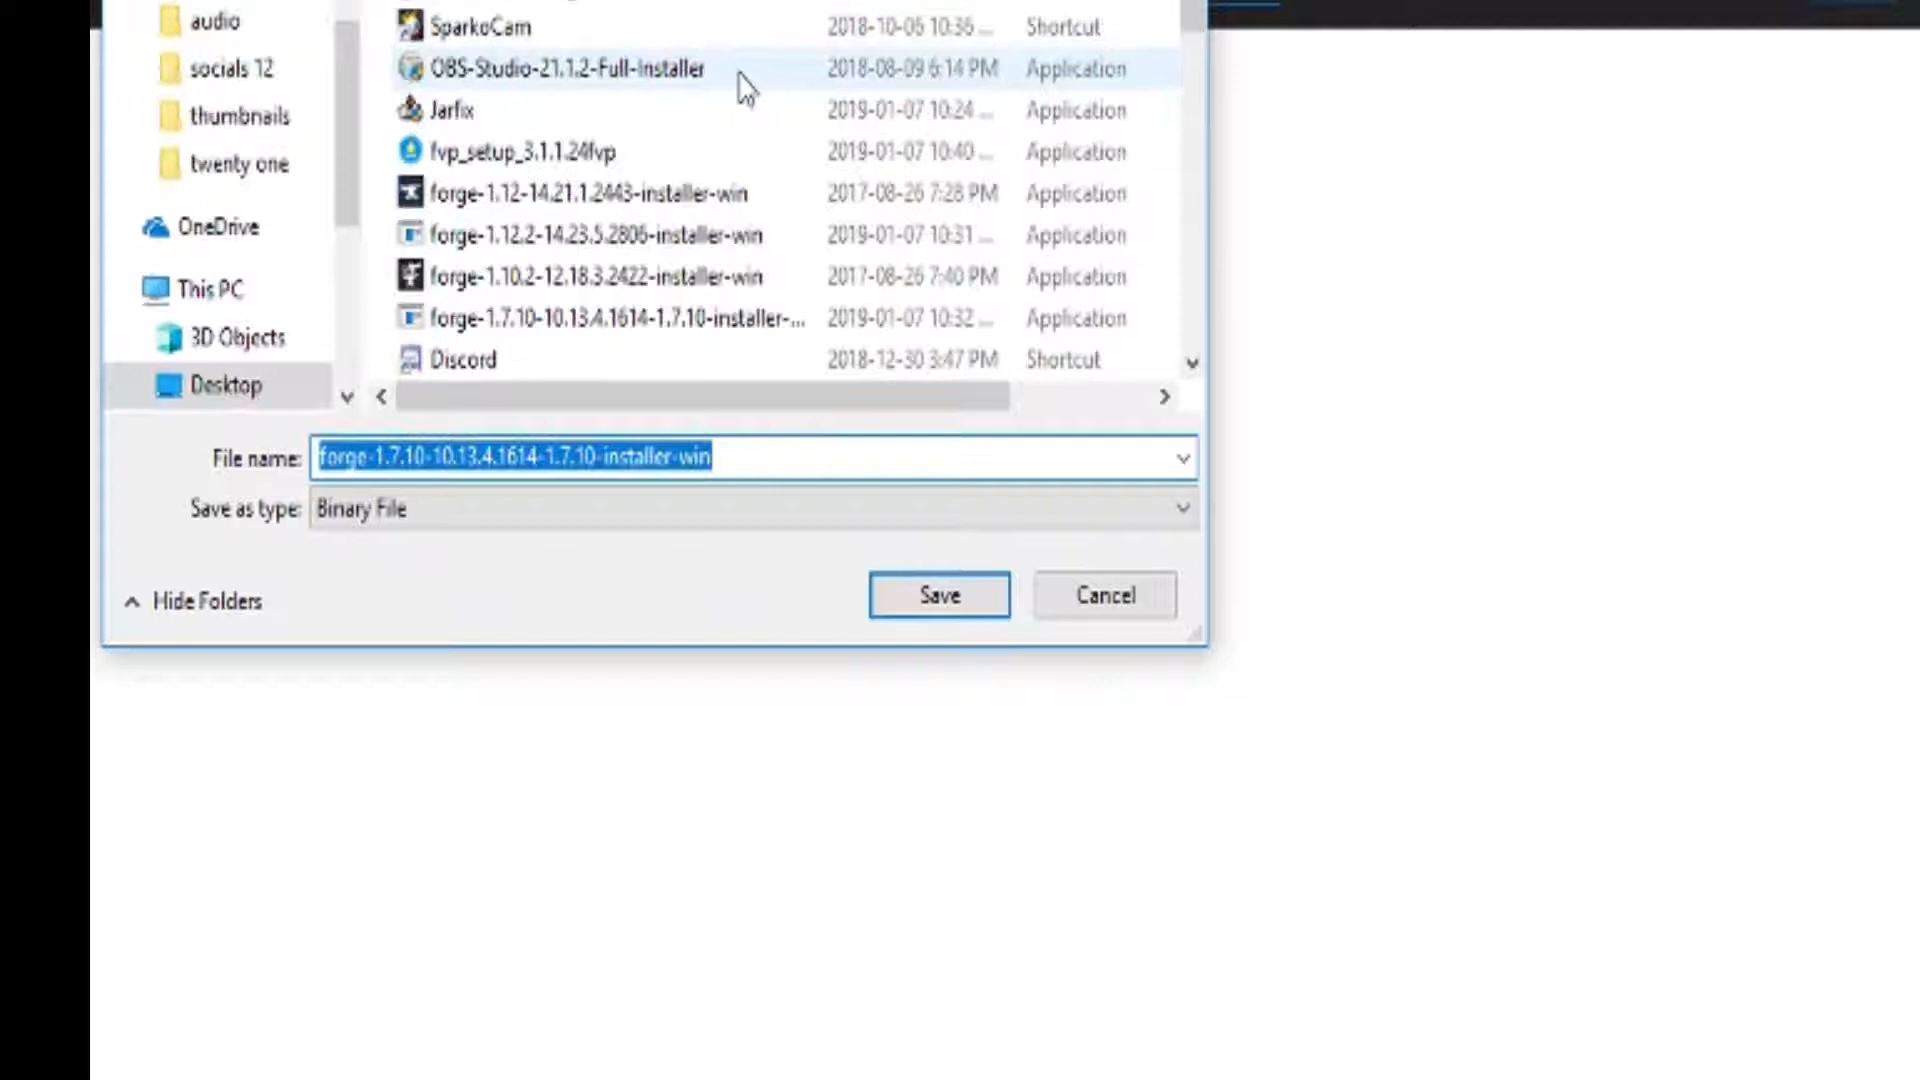 audio
socials 12
thumbnails
twenty one
OneDrive
This PC
3D Objects
Desktop
SparkoCam 2018-10-06 10:36 ... Shortcut
OBS-Studio-21.1.2-Full-Installer 2018-08-09 6:14 PM Application
Jarfix 2019-01-07 10:24 ... Application
fvp_setup_3.1.1.24fvp 2019-01-07 10:40 ... Application
forge-1.12-14.21.1.2443-installer-win 2017-08-26 7:28 PM Application
forge-1.12.2-14.23.5.2806-installer-win 2019-01-07 10:31 ... Application
forge-1.10.2-12.18.3.2422-installer-win 2017-08-26 7:40 PM Application
forge-1.7.10-10.13.4.1614-1.7.10-installer-... 2019-01-07 10:32 ... Application
Discord 2018-12-30 3:47 PM Shortcut
File name: forge-1.7.10-10.13.4.1614-1.7.10-installer-win
Save as type: Binary File
Hide Folders
Save
Cancel